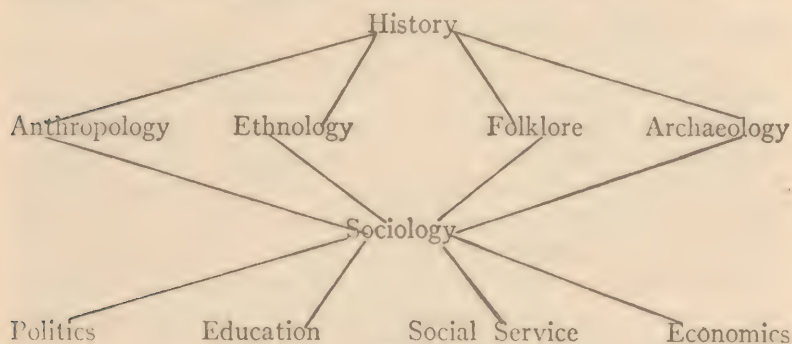 History
Anthropology Ethnology Folklore Archaeology
Sociology
Politics Education Social Service Economics